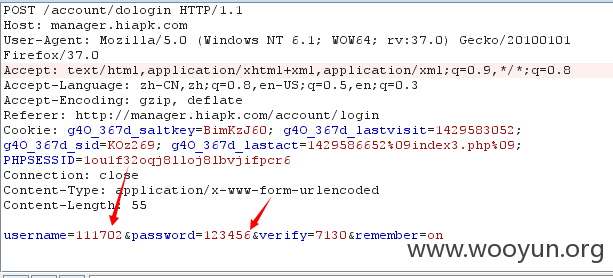 POST /account/dologin HTTP/1.1
Host: manager.hiapk.com
User-Agent: Mozilla/5.0 (Windows NT 6.1; WOW64; rv:37.0) Gecko/20100101
Firefox/37.0
Accept: text/html,application/xhtml+xml,application/xml;q=0.9,*/*;q=0.8
Accept-Language: zh-CN,zh;q=0.8,en-US;q=0.5,en;q=0.3
Accept-Encoding: gzip, deflate
Referer: http://manager.hiapk.com/account/login
Cookie: g4O_367d_saltkey=BimKzJ60; g4O_367d_lastvisit=1429583052;
g4O_367d_sid=KOz269; g4O_367d_lastact=1429586652%09index3.php%09;
PHPSESSID=1ou1f32oqj8lloj8lbvjifpcr6
Connection: close
Content-Type: application/x-www-form-urlencoded
Content-Length: 55
username=111702&password=123456&verify=7130&remember=on
www.wooyun.org